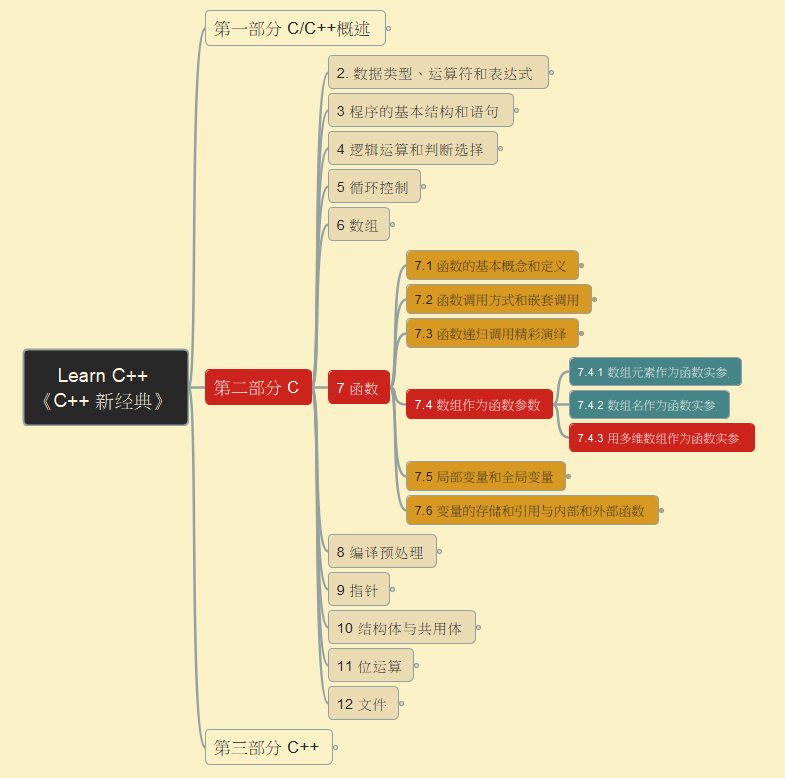 第一部分 C/C++概述
2. 数据类型、运算符和表达式
3 程序的基本结构和语句
4 逻辑运算和判断选择
5 循环控制
6 数组
7.1 函数的基本概念和定义
7.2 函数调用方式和嵌套调用
7.3 函数递归调用精彩演绎
Learn C++
《C++ 新经典》
第二部分 C
7 函数
7.4 数组作为函数参数
7.4.1 数组元素作为函数实参.
7.4.2 数组名作为函数实参.
7.4.3 用多维数组作为函数实参.
7.5 局部变量和全局变量
7.6 变量的存储和引用与内部和外部函数
8 编译预处理
9 指针
10 结构体与共用体
11 位运算
12 文件
第三部分 C++